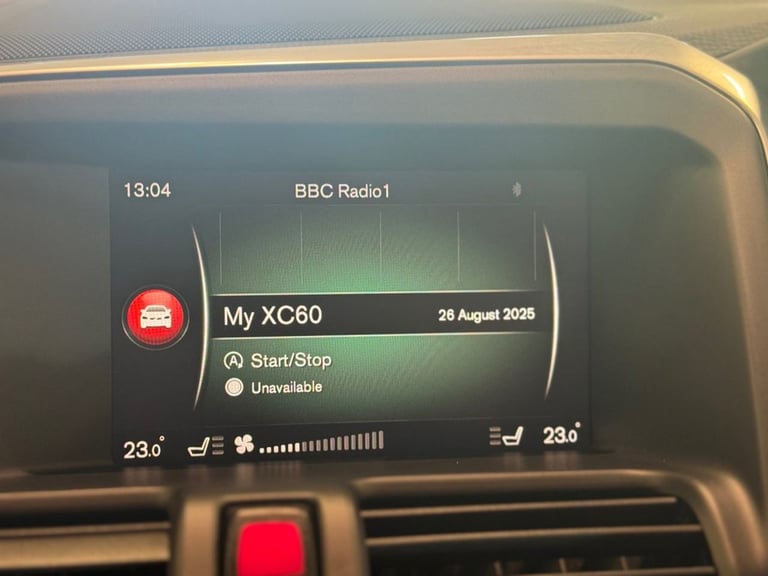 13:04 BBC Radio1
My XC60 26 August 2025
A Start/Stop
Unavailable
23.0° 23.0°